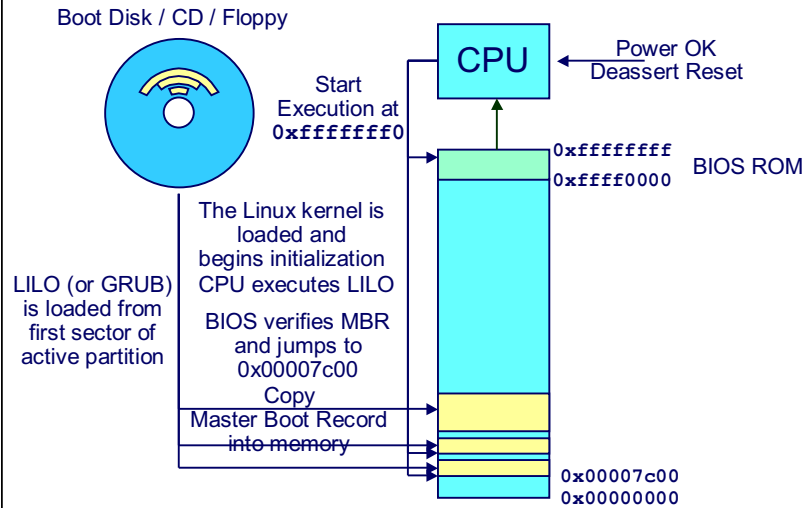 Boot Disk / CD / Floppy
CPU
Power OK
Deassert Reset
Start
Execution at
0xfffffff0
0xffffffff
BIOS ROM
0xffff0000
The Linux kernel is
loaded and
begins initialization
CPU executes LILO
LILO (or GRUB)
is loaded from
first sector of
active partition
BIOS verifies MBR
and jumps to
0x00007c00
Copy
Master Boot Record
into memory
0x00007c00
0x00000000